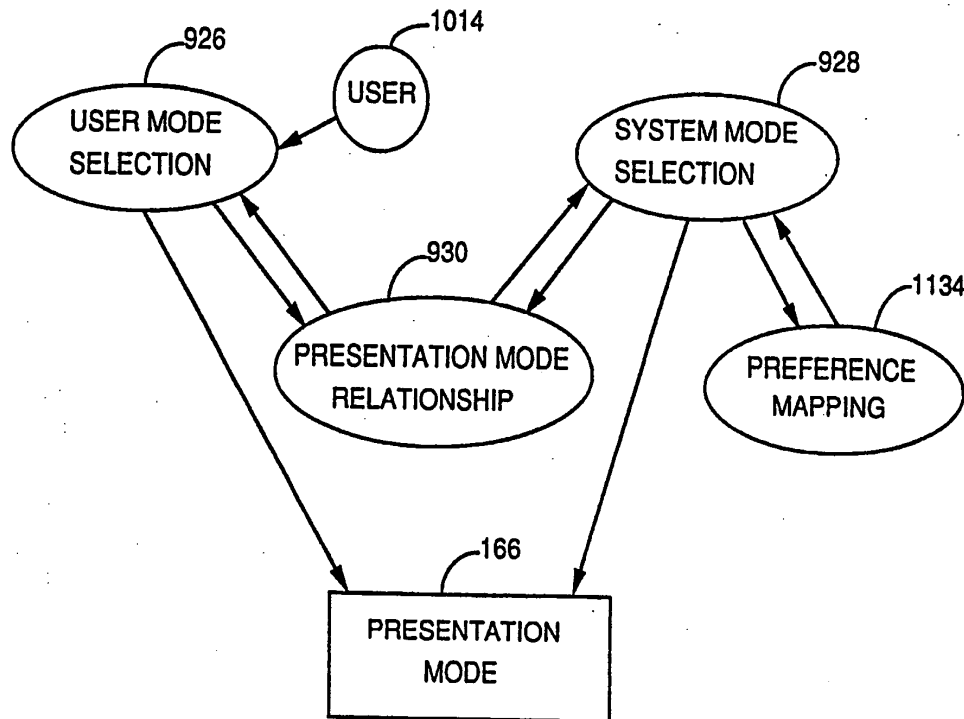 926
1014
USER
928
USER MODE
SELECTION
SYSTEM MODE
SELECTION
930
1134
PRESENTATION MODE
RELATIONSHIP
PREFERENCE
MAPPING
166
PRESENTATION
MODE